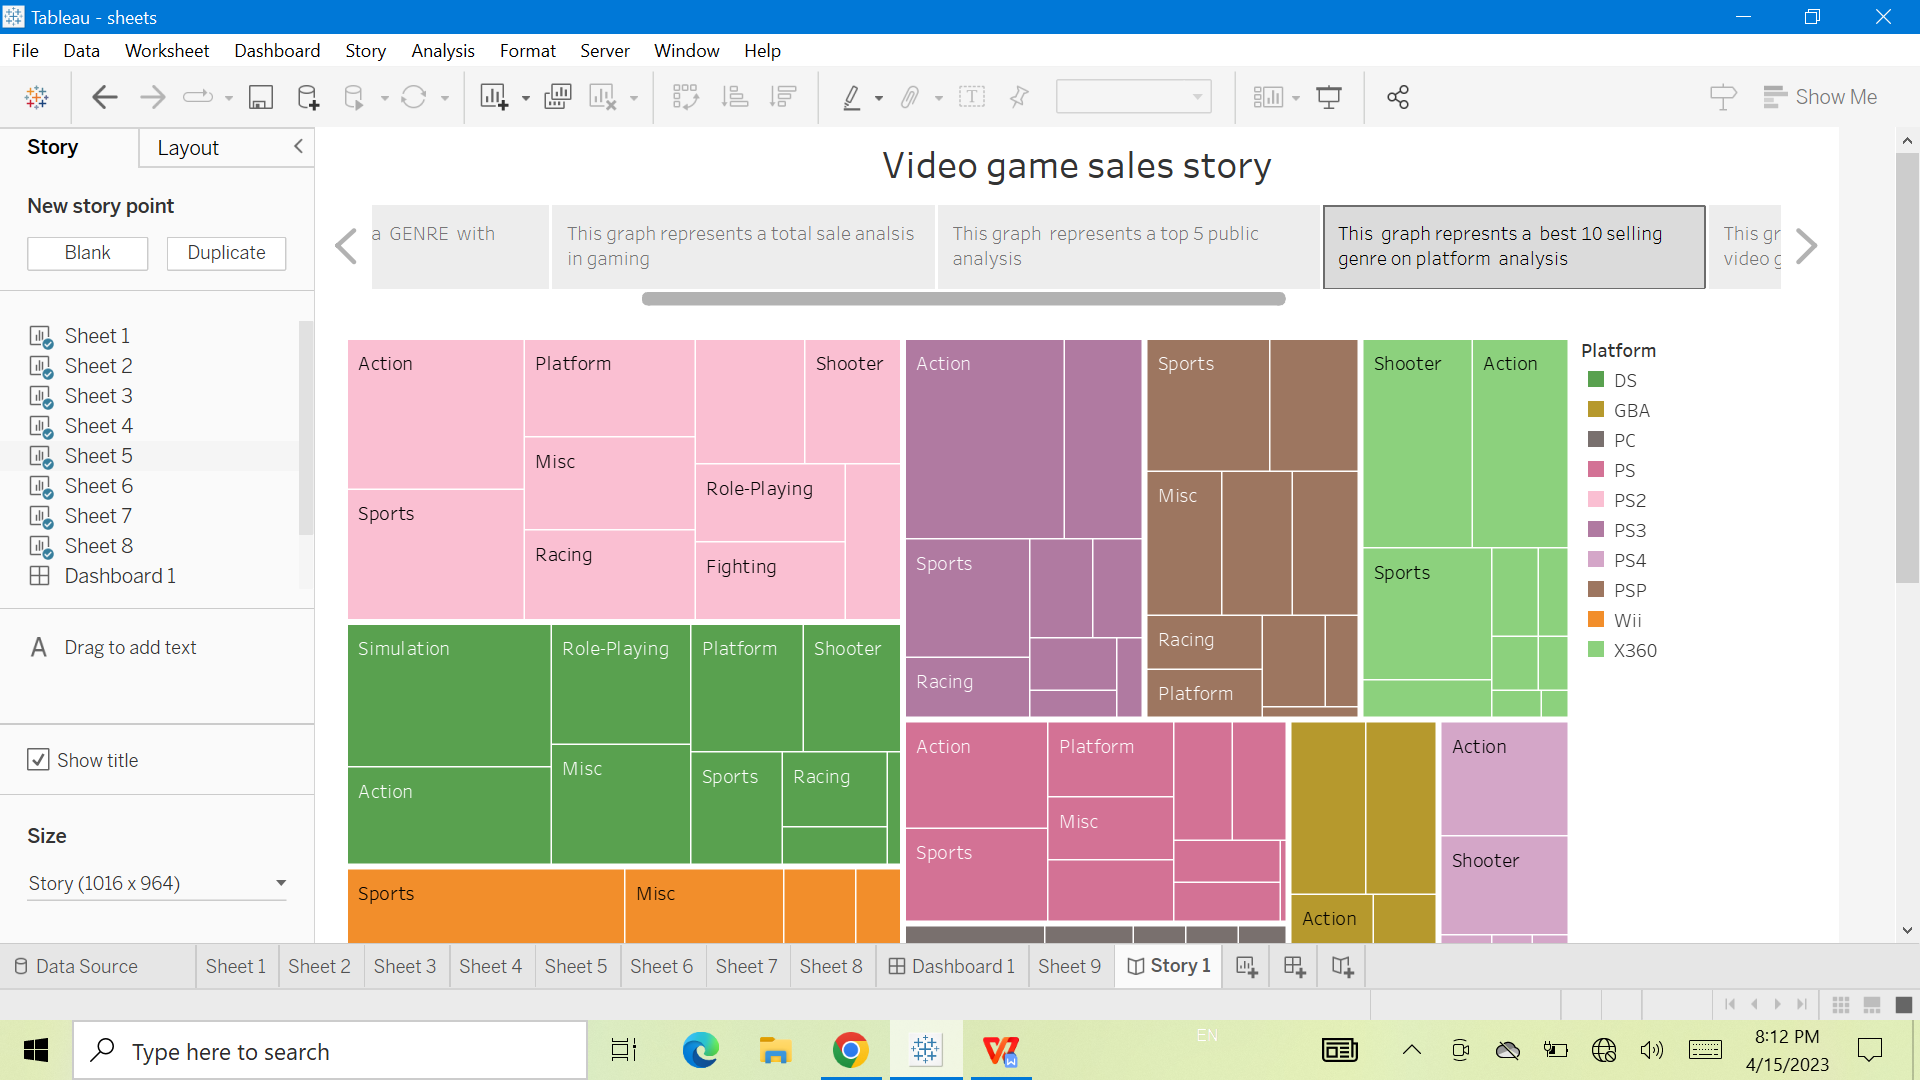 Tableau - sheets
File Data Worksheet Dashboard Story Analysis Format Server Window Help
Show Me
Story
Layout
New story point
Blank
Duplicate
Sheet 1
Sheet 2
Sheet 3
Sheet 4
Sheet 5
Sheet 6
Sheet 7
Sheet 8
Dashboard 1
A Drag to add text
Show title
Size
Story (1016 x 964)
Video game sales story
a GENRE with
This graph represents a total sale analsis
in gaming
This graph represents a top 5 public
analysis
This graph represnts a best 10 selling
genre on platform analysis
This gr
video g
Action
Platform
Shooter
Misc
Role-Playing
Sports
Racing
Fighting
Simulation
Role-Playing
Platform
Shooter
Action
Misc
Sports
Racing
Sports
Misc
Action
Sports
Racing
Sports
Misc
Racing
Platform
Shooter
Action
Sports
Action
Platform
Misc
Sports
Action
Action
Shooter
Platform
DS
GBA
PC
PS
PS2
PS3
PS4
PSP
Wii
X360
Data Source Sheet 1 Sheet 2 Sheet 3 Sheet 4 Sheet 5 Sheet 6 Sheet 7 Sheet 8 Dashboard 1 Sheet 9 Story 1
Type here to search
EN
8:12 PM
4/15/2023